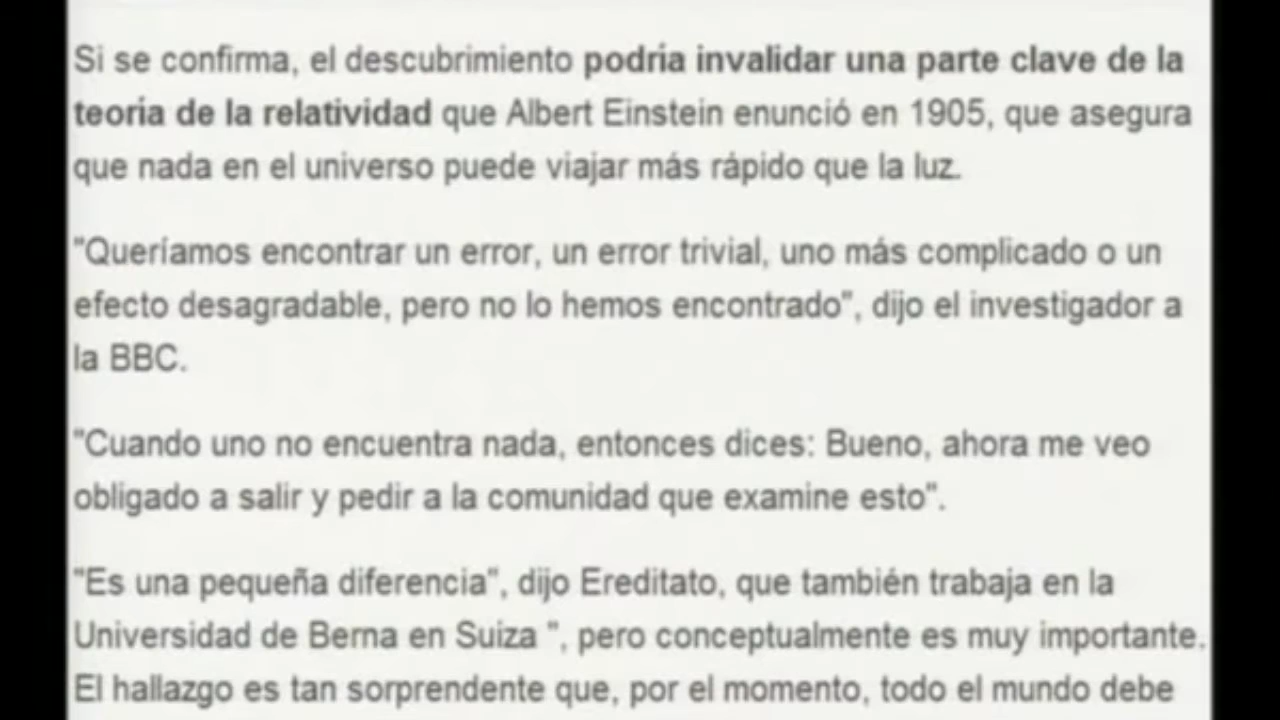 Si se confirma, el descubrimiento podría invalidar una parte clave de la
teoría de la relatividad que Albert Einstein enunció en 1905, que asegura
que nada en el universo puede viajar más rápido que la luz.
"Queríamos encontrar un error, un error trivial, uno más complicado o un
efecto desagradable, pero no lo hemos encontrado", dijo el investigador a
la BBC.
"Cuando uno no encuentra nada, entonces dices: Bueno, ahora me veo
obligado a salir y pedir a la comunidad que examine esto".
"Es una pequeña diferencia", dijo Ereditato, que también trabaja en la
Universidad de Berna en Suiza ", pero conceptualmente es muy importante.
El hallazgo es tan sorprendente que, por el momento, todo el mundo debe